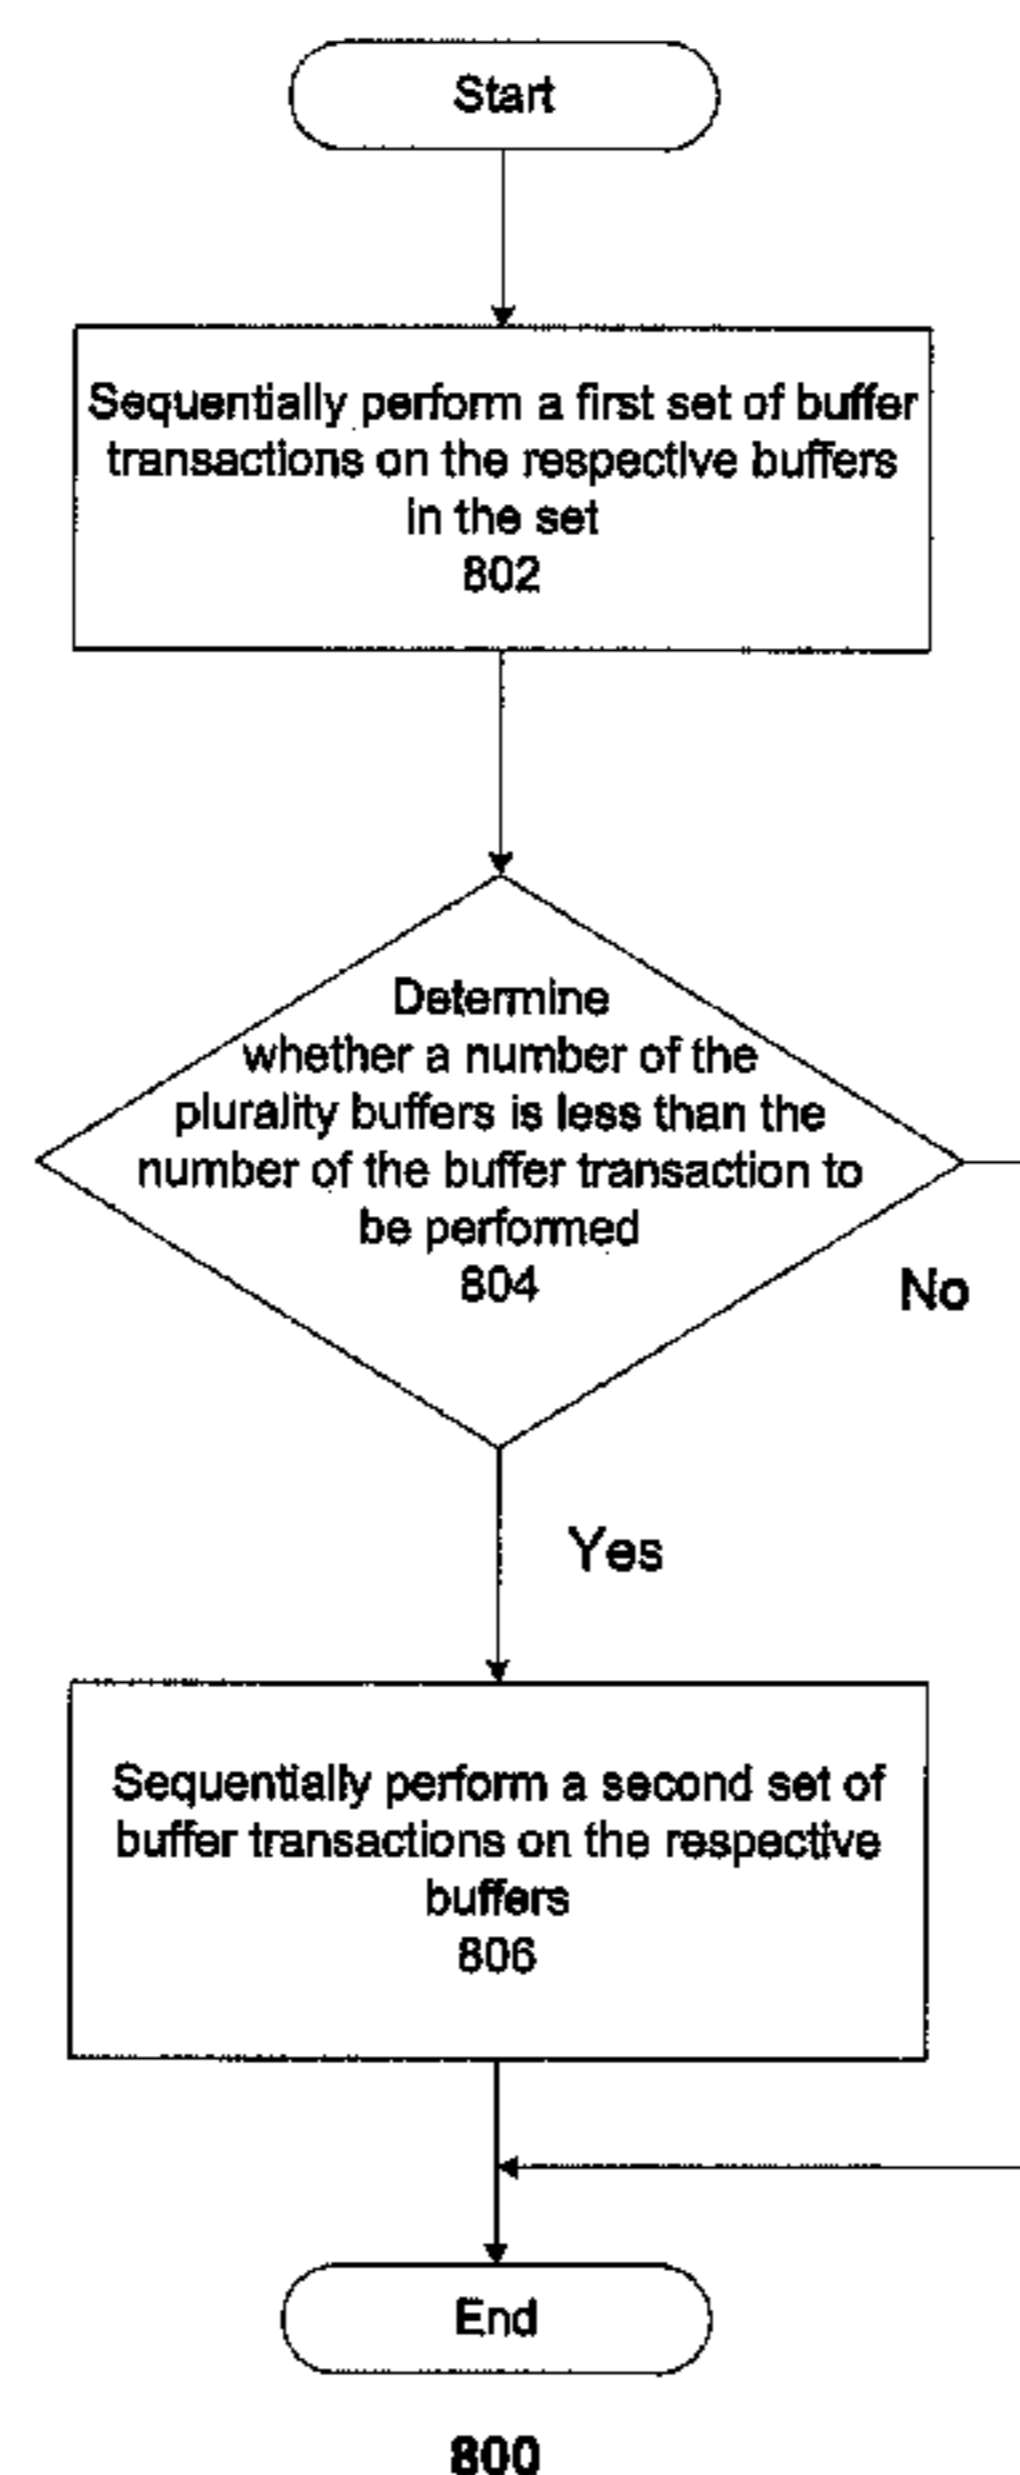 Start
Sequentially perform a first set of buffer
transactions on the respective buffers
in the set
802
Determine
whether a number of the
plurality buffers is less than the
number of the buffer transaction to
be performed
804
No
Yes
Sequentially perform a second set of
buffer transactions on the respective
buffers
806
End
800